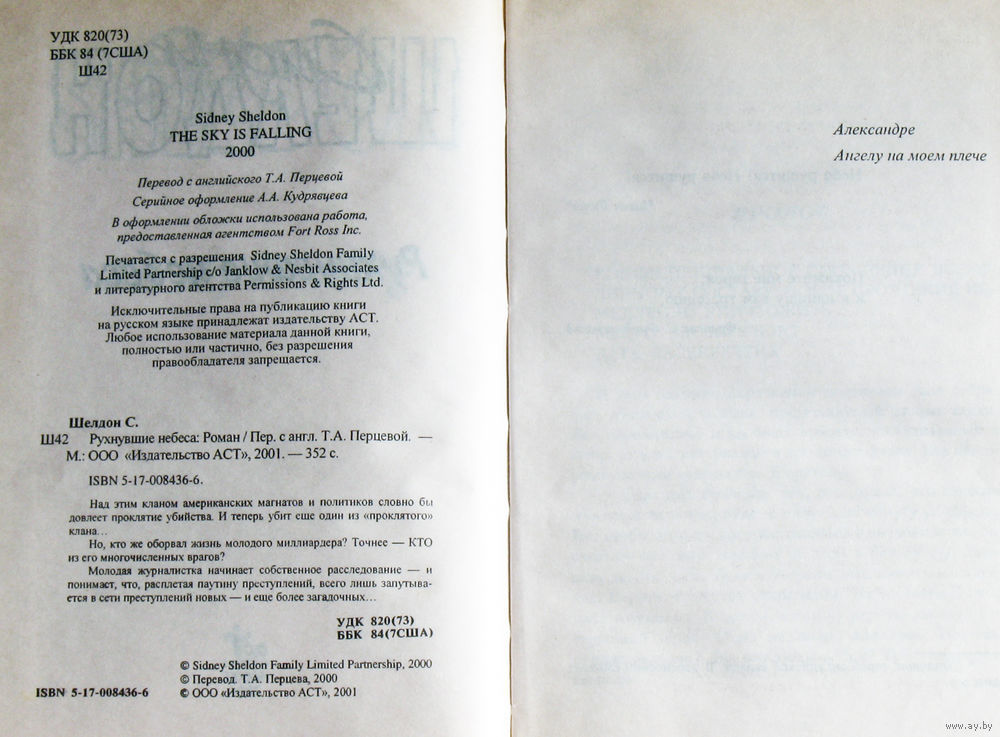 УДК 820(73)
ББК 84 (7США)
Ш42
Sidney Sheldon
THE SKY IS FALLING
2000
Перевод с английского Т.А. Перцевой
Серийное оформление А.А. Кудрявцева
В оформлении обложки использована работа,
предоставленная агентством Fort Ross Inc.
Печатается с разрешения Sidney Sheldon Family
Limited Partnership c/o Janklow & Nesbit Associates
и литературного агентства Permissions & Rights Ltd.
Исключительные права на публикацию книги
на русском языке принадлежат издательству АСТ.
Любое использование материала данной книги,
полностью или частично, без разрешения
правообладателя запрещается.
Шелдон С.
Ш42 Рухнувшие небеса: Роман / Пер. с англ. Т.А. Перцевой. —
М.: ООО «Издательство АСТ», 2001. — 352 с.
ISBN 5-17-008436-6.
Над этим кланом американских магнатов и политиков словно бы
довлеет проклятие убийства. И теперь убит еще один из «проклятого»
клана...
Но, кто же оборвал жизнь молодого миллиардера? Точнее — КТО
из его многочисленных врагов?
Молодая журналистка начинает собственное расследование — и
понимает, что, расплетая паутину преступлений, всего лишь запутыва-
ется в сети преступлений новых — и еще более загадочных...
УДК 820(73)
ББК 84(7США)
© Sidney Sheldon Family Limited Partnership, 2000
© Перевод. Т.А. Перцева, 2000
ISBN 5-17-008436-6 © ООО «Издательство АСТ», 2001
Александре
Ангелу на моем плече
www.ay.by